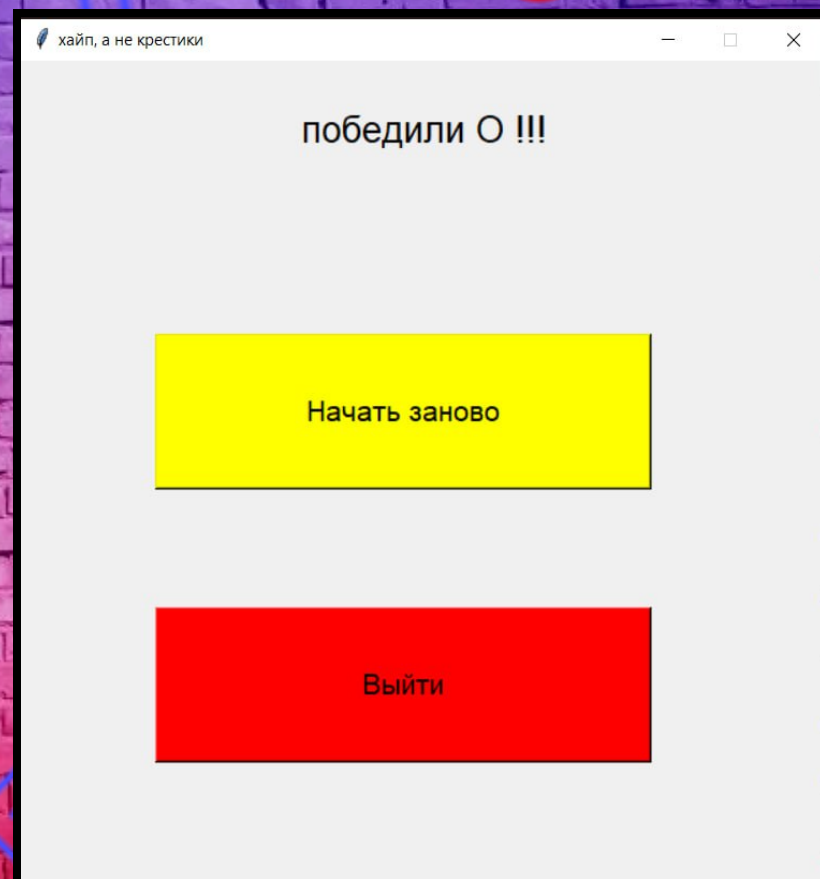 хайп, а не крестики
победили О !!!
Начать заново
Выйти